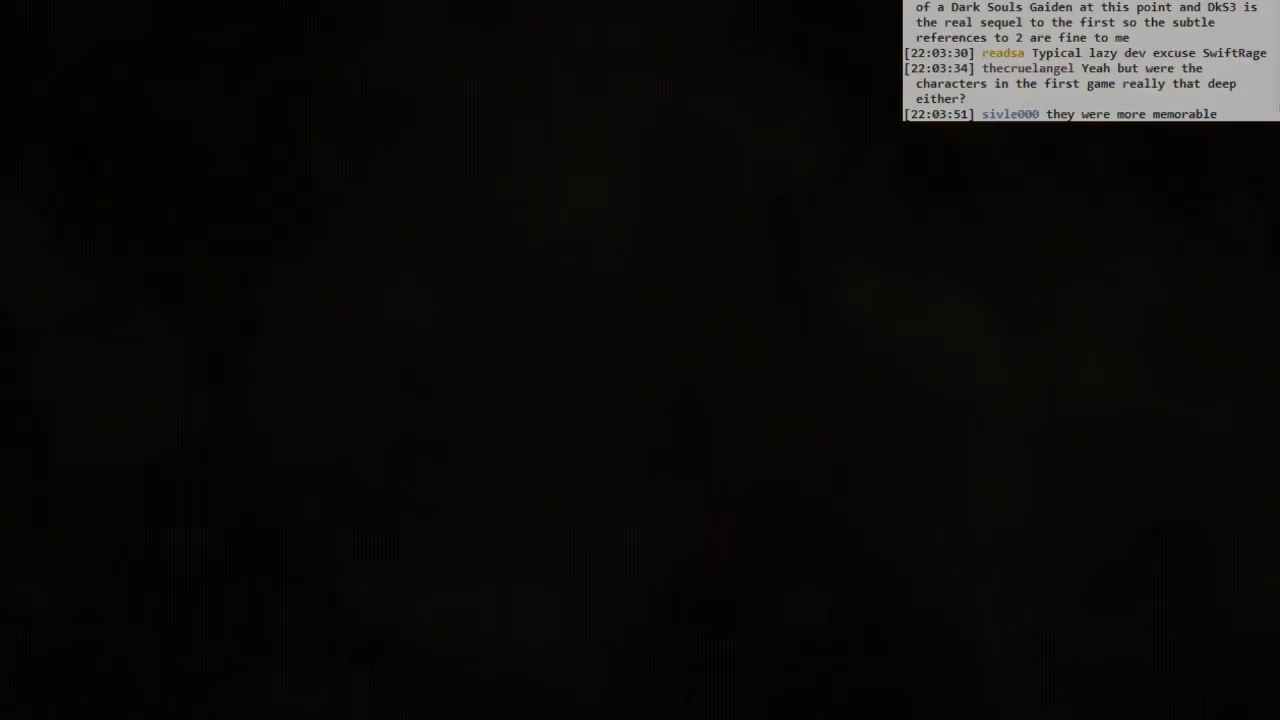 of a Dark Souls Gaiden at this point and DkS3 is
the real sequel to the first so the subtle
references to 2 are fine to me
[22:03:30] readsa Typical lazy dev excuse SwiftRage
[22:03:34] thecruelangel Yeah but were the
characters in the first game really that deep
either?
[22:03:51] sivle000 they were more memorable